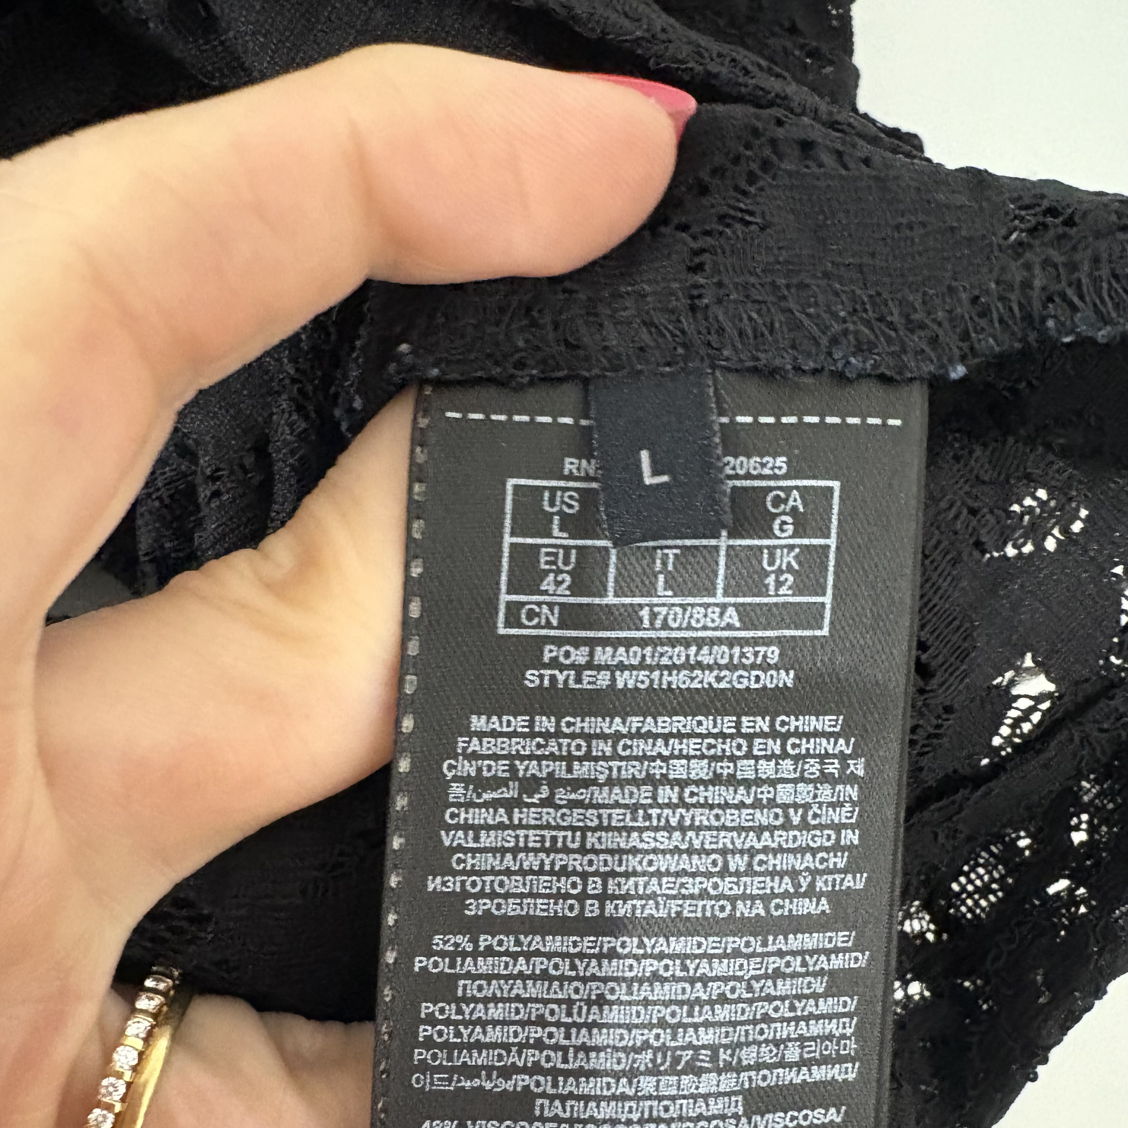 L
20625
US CA
L G
EU IT UK
42 L 12
CN 170/88A
PO# MA01/2014/01379
STYLE# W51H62K2GD0N
MADE IN CHINA/FABRIQUE EN CHINE/
FABBRICATO IN CINA/HECHO EN CHINA/
ÇİN'DE YAPILMIŞTIR/中国製/中国制造/중국 제
품/صنع في الصين/MADE IN CHINA/中國製造/IN
CHINA HERGESTELLT/VYROBENO V ČÍNĚ/
VALMISTETTU KIINASSA/VERVAARDIGD IN
CHINA/WYPRODUKOWANO W CHINACH/
ИЗГОТОВЛЕНО В КИТАЕ/ЗРОБЛЕНА Ў КІТАІ/
ЗРОБЛЕНО В КИТАЇ/FEITO NA CHINA
52% POLYAMIDE/POLYAMIDE/POLIAMMIDE/
POLIAMIDA/POLYAMID/POLYAMIDE/POLYAMID/
ΠΟΛΥΑΜΙΔΙΟ/POLIAMIDA/POLYAMIDI/
POLYAMID/POLÜAMIID/POLIAMID/POLYAMID/
POLYAMID/POLIAMID/POLIAMID/ПОЛИАМИД/
POLIAMIDĂ/POLİAMİD/ポリアミド/锦纶/폴리아마
이드/بولياميد/POLIAMIDA/聚醯胺纖維/ПОЛИАМИД/
ПАЛІАМІД/ПОЛІАМІД